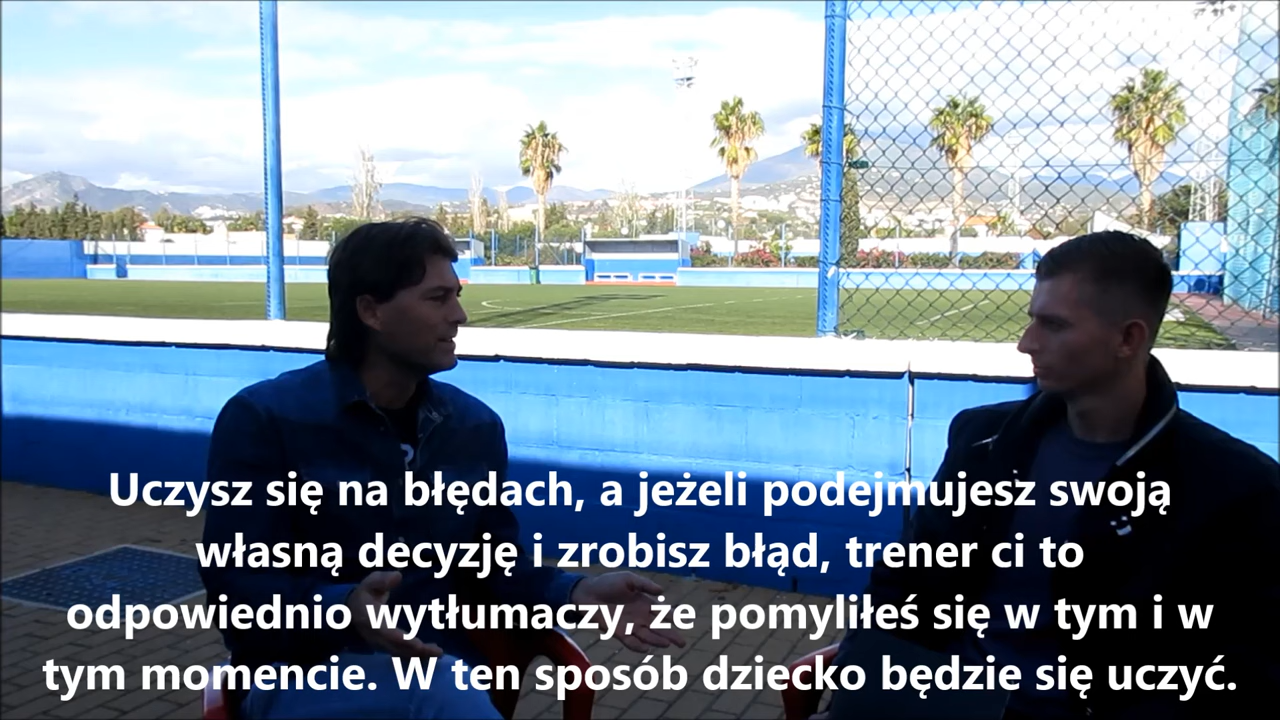 Uczysz się na błędach, a jeżeli podejmujesz swoją
własną decyzję i zrobisz błąd, trener ci to
odpowiednio wytłumaczy, że pomyliłeś się w tym i w
tym momencie. W ten sposób dziecko będzie się uczyć.